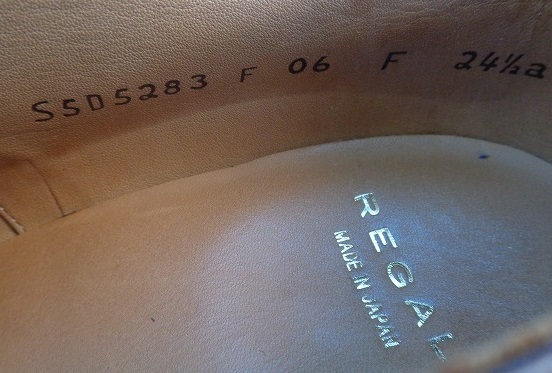 S5D5283 F 06 F 24½a
REGAL
MADE IN JAPAN